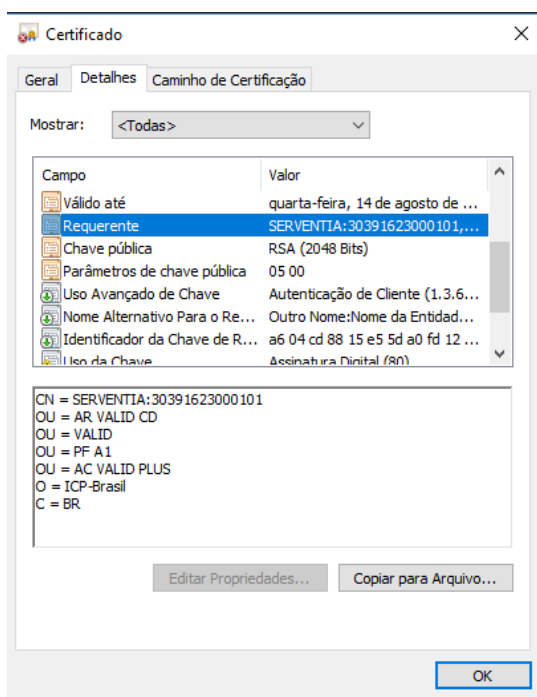 Certificado
Geral Detalhes Caminho de Certificação
Mostrar: <Todas>
Campo Valor
Válido até quarta-feira, 14 de agosto de ...
Requerente SERVENTIA:30391623000101,...
Chave pública RSA (2048 Bits)
Parâmetros de chave pública 05 00
Uso Avançado de Chave Autenticação de Cliente (1.3.6...
Nome Alternativo Para o Re... Outro Nome:Nome da Entidad...
Identificador da Chave de R... a6 04 cd 88 15 e5 5d a0 fd 12 ...
Uso da Chave Assinatura Digital (80)
CN = SERVENTIA:30391623000101
OU = AR VALID CD
OU = VALID
OU = PF A1
OU = AC VALID PLUS
O = ICP-Brasil
C = BR
Editar Propriedades... Copiar para Arquivo...
OK